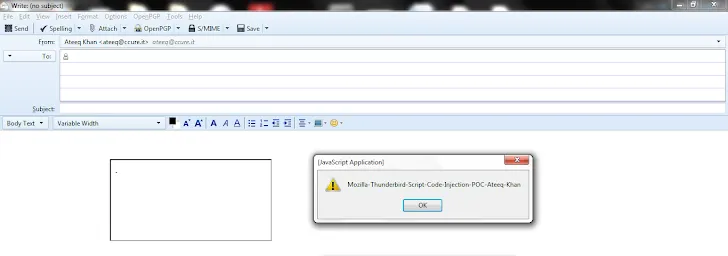 Write: (no subject)
File Edit View Insert Format Options OpenPGP Tools Help
Send Spelling Attach OpenPGP S/MIME Save
From: Ateeq Khan <ateeq@ccure.it> ateeq@ccure.it
To:
Subject:
Body Text Variable Width
[JavaScript Application]
Mozilla-Thunderbird-Script-Code-Injection-POC-Ateeq-Khan
OK